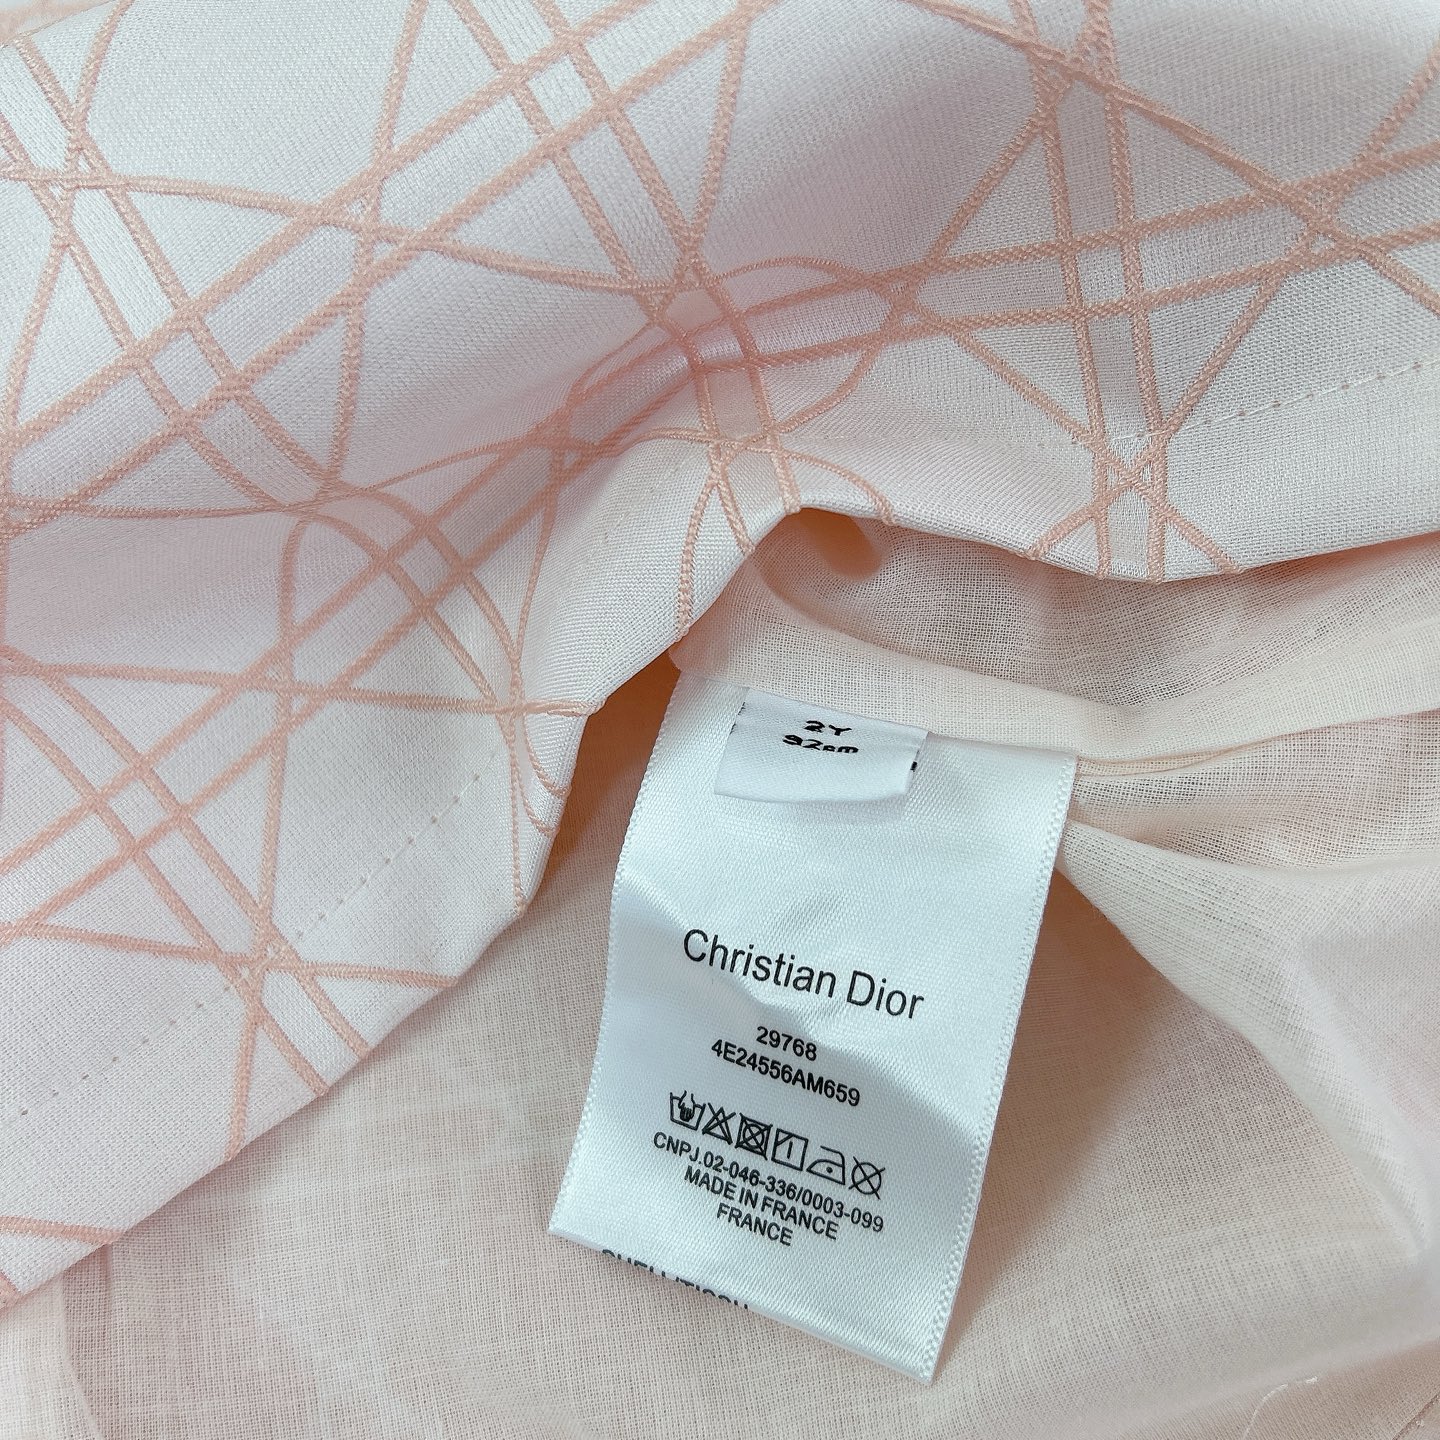 2Y
92cm
Christian Dior
29768
4E24556AM659
CNPJ.02-046-336/0003-099
MADE IN FRANCE
FRANCE